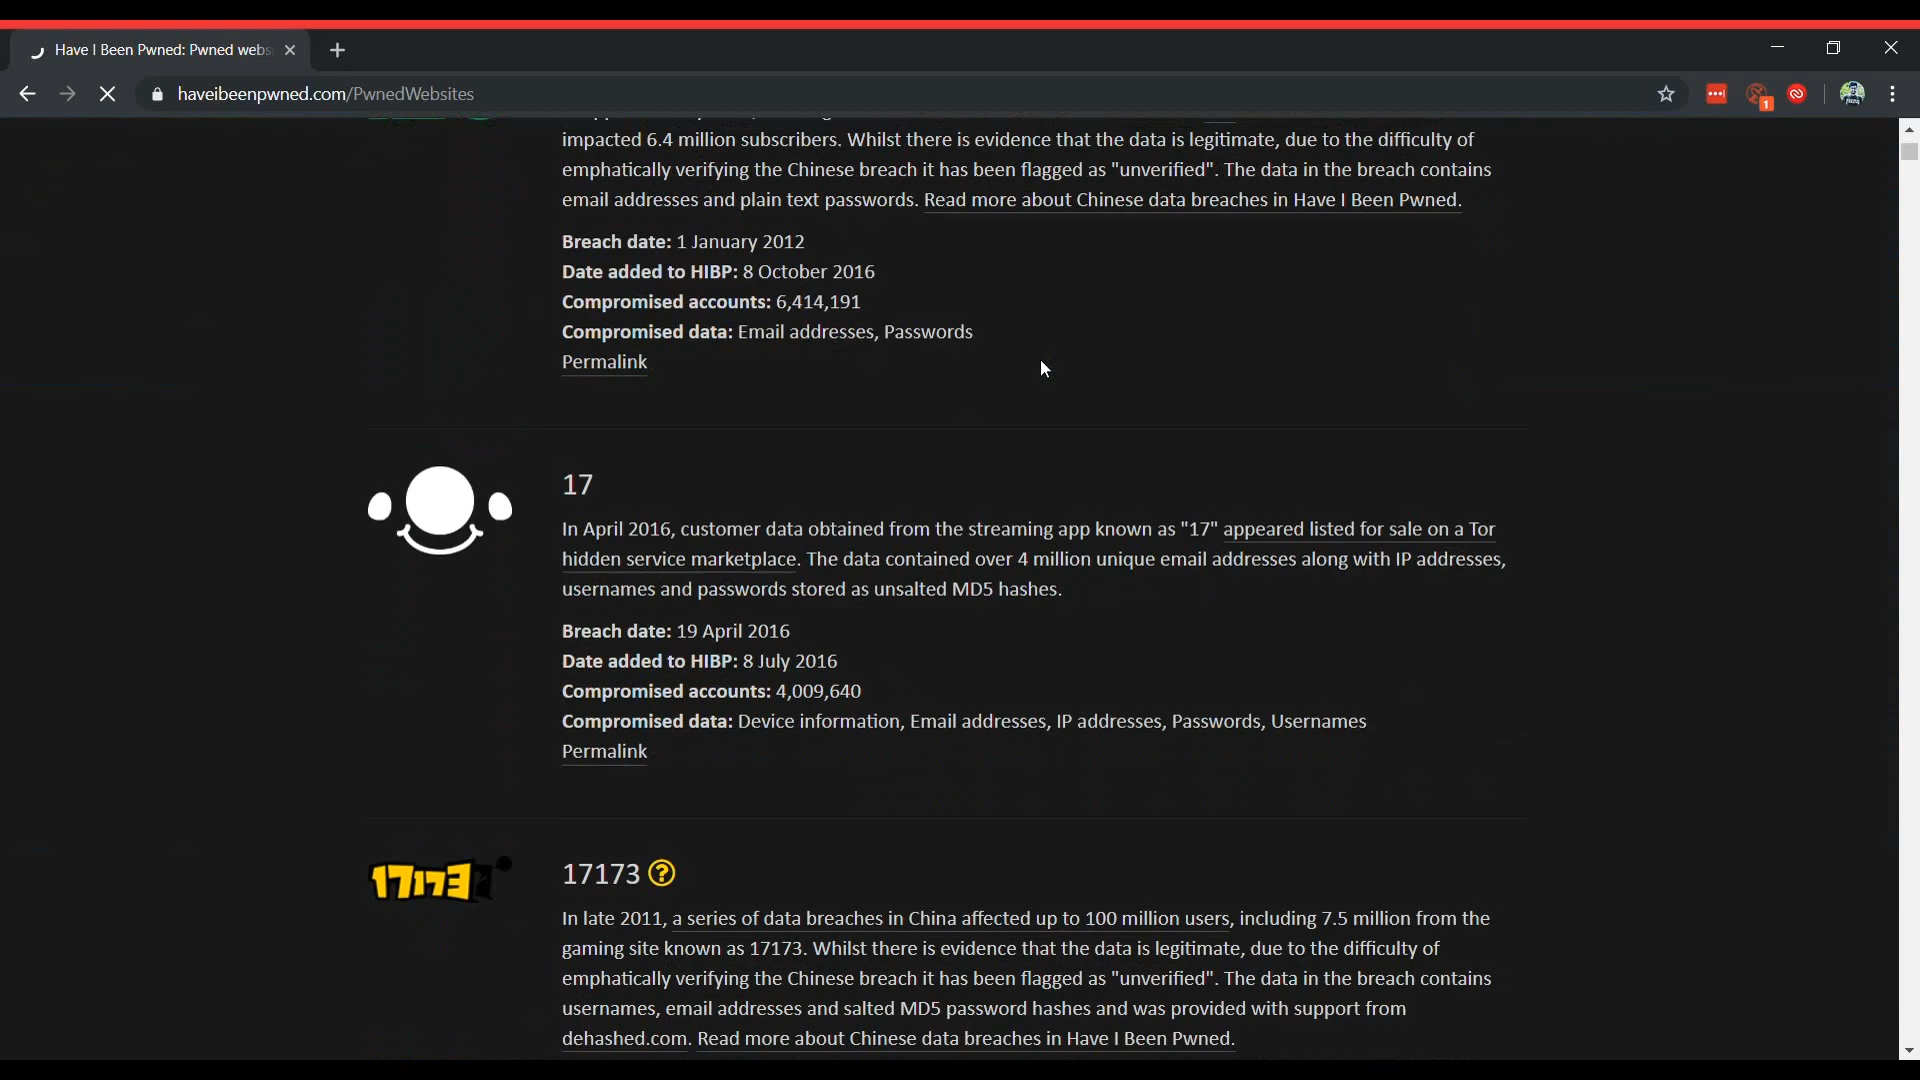 Have I Been Pwned: Pwned webs
haveibeenpwned.com/PwnedWebsites
1
impacted 6.4 million subscribers. Whilst there is evidence that the data is legitimate, due to the difficulty of
emphatically verifying the Chinese breach it has been flagged as "unverified". The data in the breach contains
email addresses and plain text passwords. Read more about Chinese data breaches in Have I Been Pwned.
Breach date: 1 January 2012
Date added to HIBP: 8 October 2016
Compromised accounts: 6,414,191
Compromised data: Email addresses, Passwords
Permalink
17
In April 2016, customer data obtained from the streaming app known as "17" appeared listed for sale on a Tor
hidden service marketplace. The data contained over 4 million unique email addresses along with IP addresses,
usernames and passwords stored as unsalted MD5 hashes.
Breach date: 19 April 2016
Date added to HIBP: 8 July 2016
Compromised accounts: 4,009,640
Compromised data: Device information, Email addresses, IP addresses, Passwords, Usernames
Permalink
17173
17173 ?
In late 2011, a series of data breaches in China affected up to 100 million users, including 7.5 million from the
gaming site known as 17173. Whilst there is evidence that the data is legitimate, due to the difficulty of
emphatically verifying the Chinese breach it has been flagged as "unverified". The data in the breach contains
usernames, email addresses and salted MD5 password hashes and was provided with support from
dehashed.com. Read more about Chinese data breaches in Have I Been Pwned.